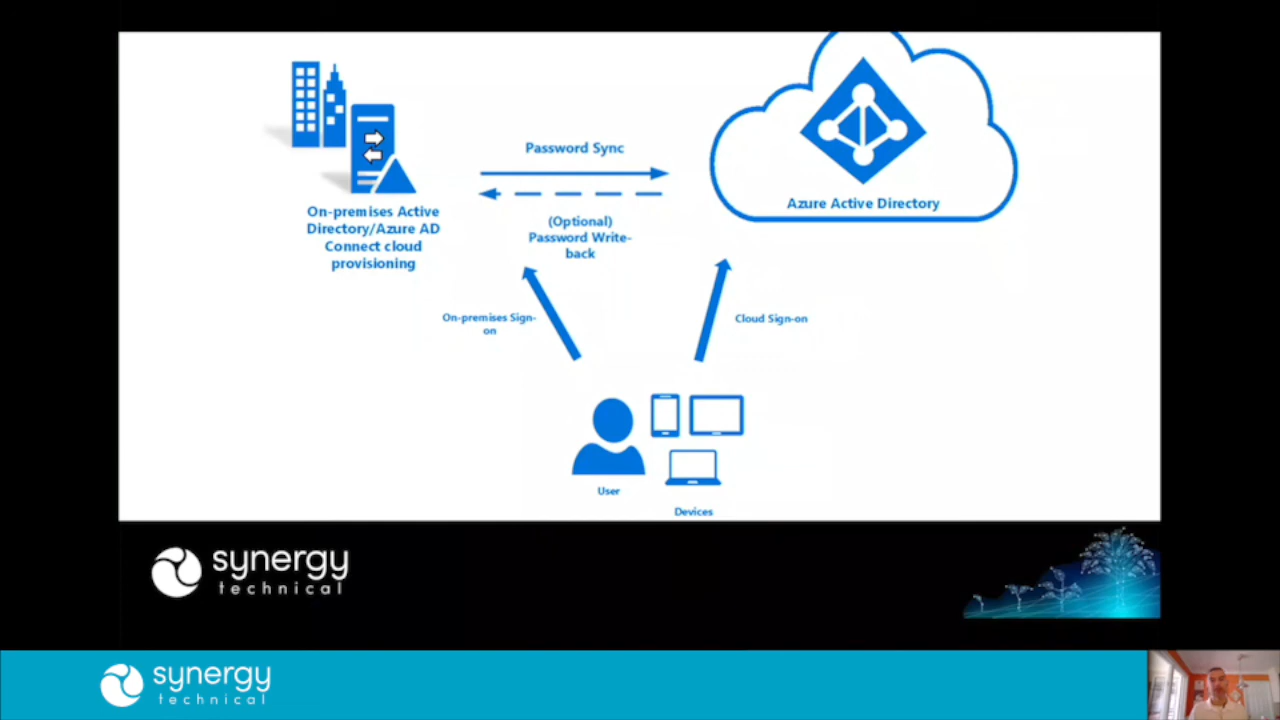 Password Sync
(Optional)
Password Write-
back
On-premises Active
Directory/Azure AD
Connect cloud
provisioning
Azure Active Directory
On-premises Sign-
on
Cloud Sign-on
User
Devices
synergy
technical
synergy
technical